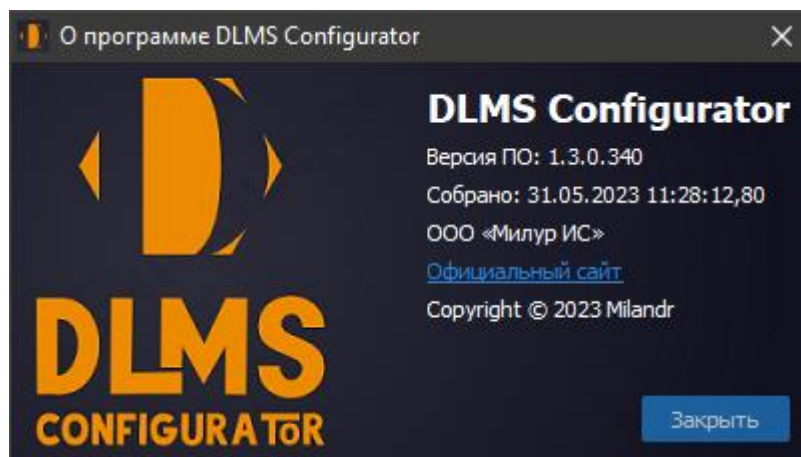 О программе DLMS Configurator
DLMS Configurator
Версия ПО: 1.3.0.340
Собрано: 31.05.2023 11:28:12,80
ООО «Милур ИС»
Официальный сайт
Copyright © 2023 Milandr
DLMS
CONFIGURATOR
Закрыть